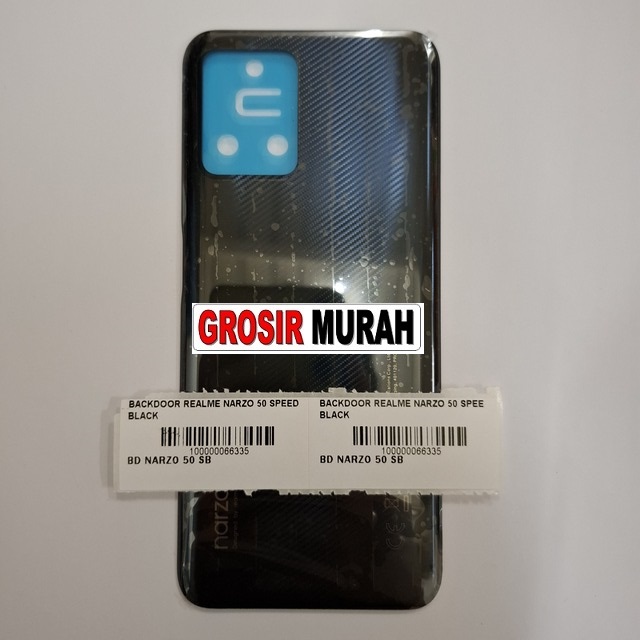 GROSIR MURAH
BACKDOOR REALME NARZO 50 SPEED
BLACK
100000066335
BD NARZO 50 SB
BACKDOOR REALME NARZO 50 SPEE
BLACK
100000066335
BD NARZO 50 SB
narzo